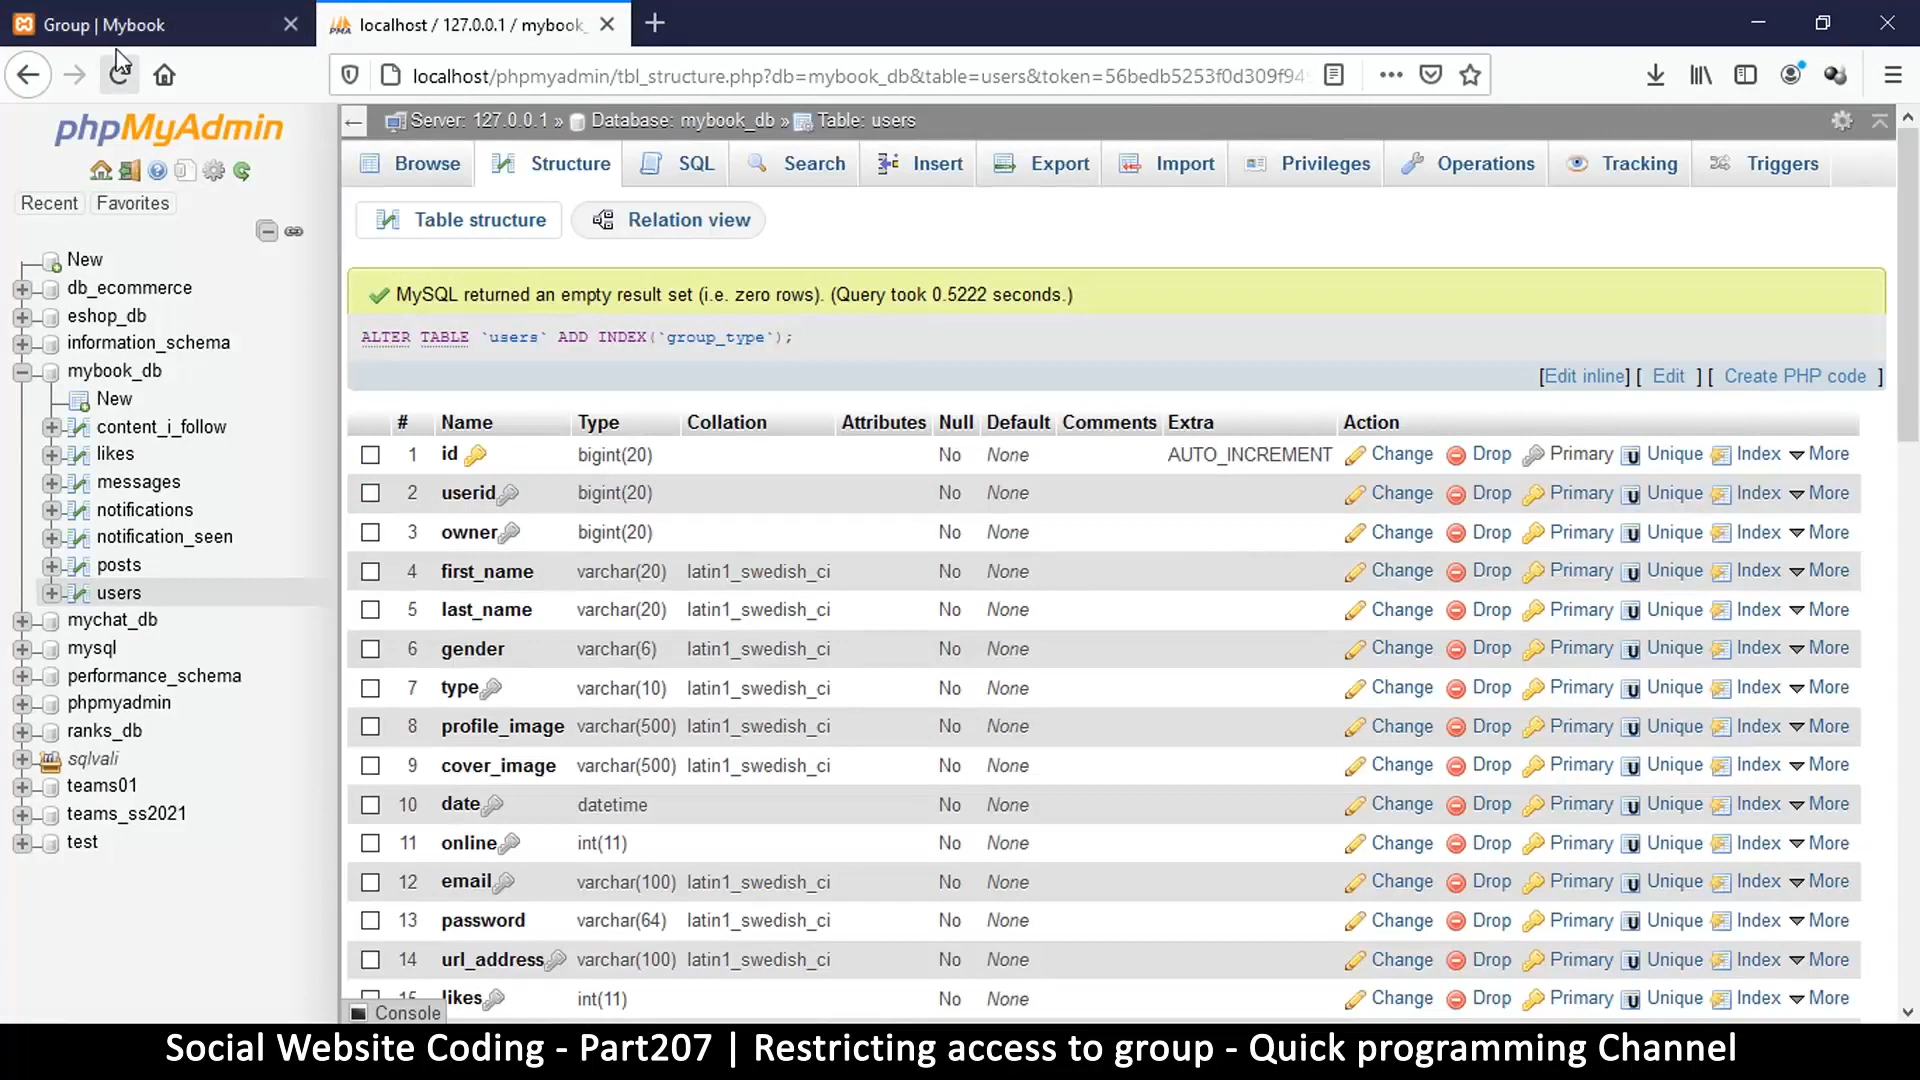 Group | Mybook
localhost / 127.0.0.1 / mybook_
localhost/phpmyadmin/tbl_structure.php?db=mybook_db&table=users&token=56bedb5253f0d309f94
phpMyAdmin
Recent Favorites
New
db_ecommerce
eshop_db
information_schema
mybook_db
New
content_i_follow
likes
messages
notifications
notification_seen
posts
users
mychat_db
mysql
performance_schema
phpmyadmin
ranks_db
sqlvali
teams01
teams_ss2021
test
Server: 127.0.0.1 » Database: mybook_db » Table: users
Browse Structure SQL Search Insert Export Import Privileges Operations Tracking Triggers
Table structure Relation view
MySQL returned an empty result set (i.e. zero rows). (Query took 0.5222 seconds.)
ALTER TABLE `users` ADD INDEX(`group_type`);
[Edit inline] [ Edit ] [ Create PHP code ]
# Name Type Collation Attributes Null Default Comments Extra Action
1 id bigint(20) No None AUTO_INCREMENT Change Drop Primary Unique Index More
2 userid bigint(20) No None Change Drop Primary Unique Index More
3 owner bigint(20) No None Change Drop Primary Unique Index More
4 first_name varchar(20) latin1_swedish_ci No None Change Drop Primary Unique Index More
5 last_name varchar(20) latin1_swedish_ci No None Change Drop Primary Unique Index More
6 gender varchar(6) latin1_swedish_ci No None Change Drop Primary Unique Index More
7 type varchar(10) latin1_swedish_ci No None Change Drop Primary Unique Index More
8 profile_image varchar(500) latin1_swedish_ci No None Change Drop Primary Unique Index More
9 cover_image varchar(500) latin1_swedish_ci No None Change Drop Primary Unique Index More
10 date datetime No None Change Drop Primary Unique Index More
11 online int(11) No None Change Drop Primary Unique Index More
12 email varchar(100) latin1_swedish_ci No None Change Drop Primary Unique Index More
13 password varchar(64) latin1_swedish_ci No None Change Drop Primary Unique Index More
14 url_address varchar(100) latin1_swedish_ci No None Change Drop Primary Unique Index More
15 likes int(11) No None Change Drop Primary Unique Index More
Console
Social Website Coding - Part207 | Restricting access to group - Quick programming Channel